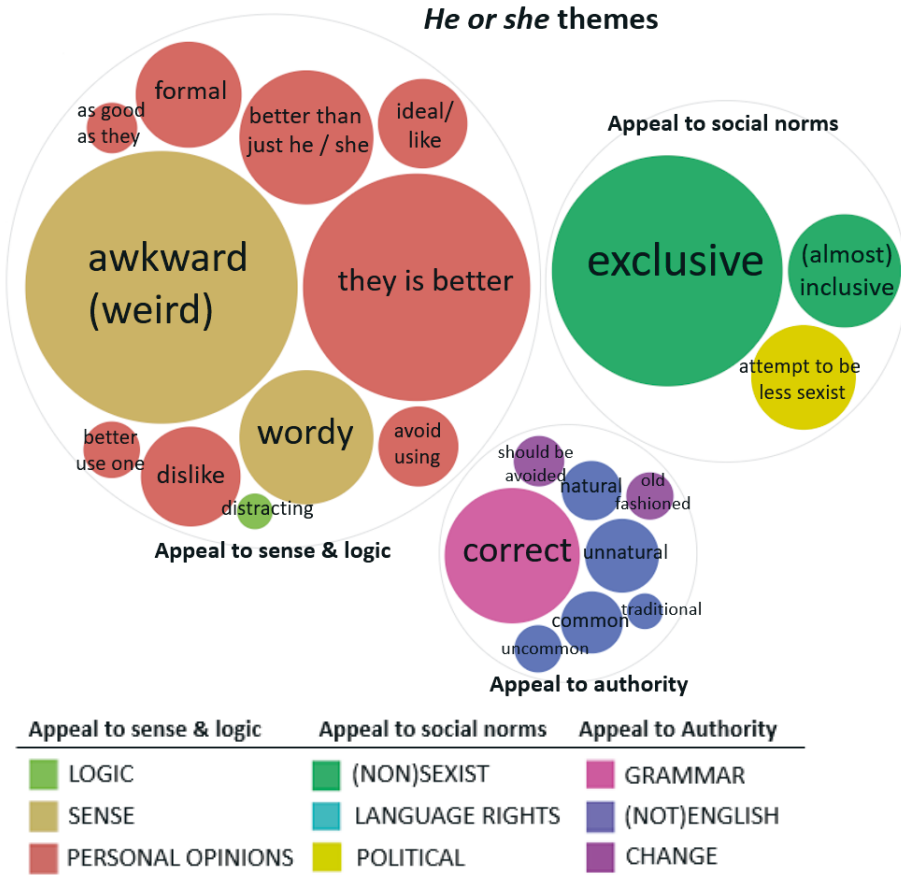 He or she themes
as good
as they
formal
better than
just he / she
ideal/
like
awkward
(weird)
they is better
better
use one
dislike
wordy
distracting
avoid
using
Appeal to sense & logic
Appeal to social norms
exclusive
(almost)
inclusive
attempt to be
less sexist
should be
avoided
natural
old
fashioned
correct
unnatural
common
traditional
uncommon
Appeal to authority
Appeal to sense & logic
LOGIC
SENSE
PERSONAL OPINIONS
Appeal to social norms
(NON)SEXIST
LANGUAGE RIGHTS
POLITICAL
Appeal to Authority
GRAMMAR
(NOT)ENGLISH
CHANGE